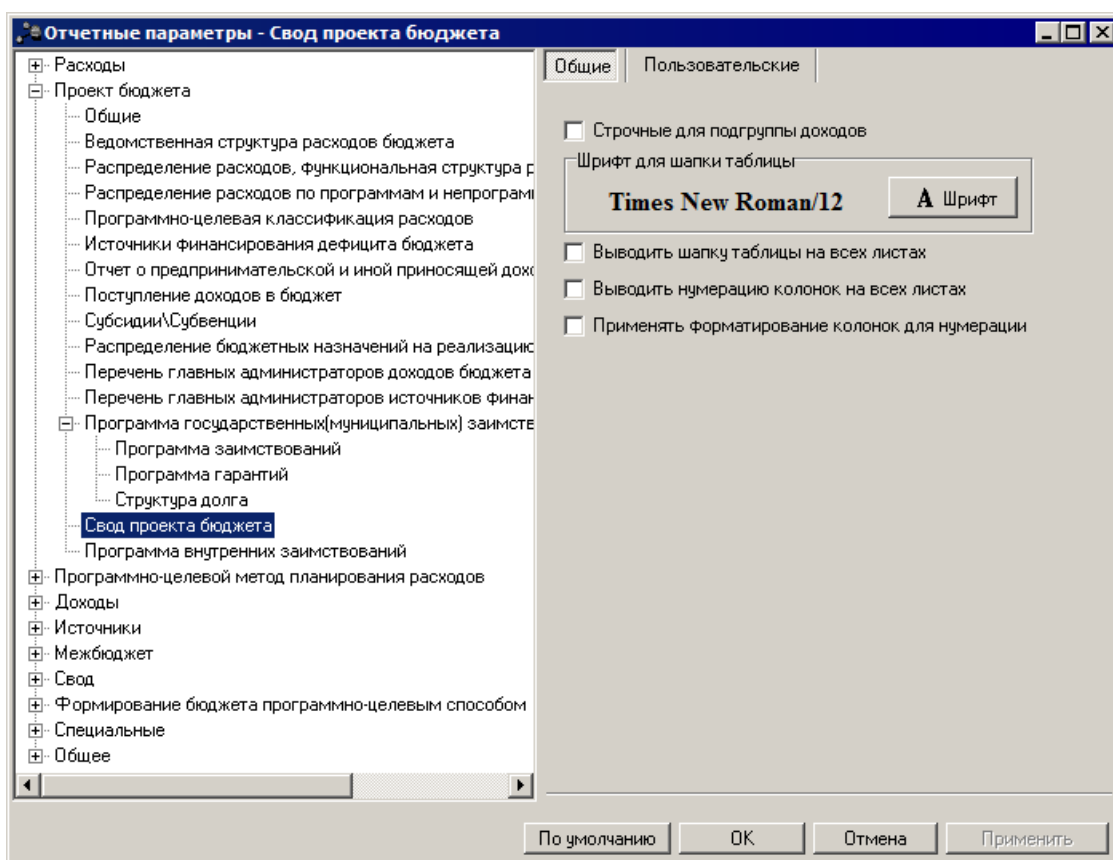 Отчетные параметры - Свод проекта бюджета
Расходы
Проект бюджета
Общие
Ведомственная структура расходов бюджета
Распределение расходов, функциональная структура р
Распределение расходов по программам и непрограмм
Программно-целевая классификация расходов
Источники финансирования дефицита бюджета
Отчет о предпринимательской и иной приносящей дохо
Поступление доходов в бюджет
Субсидии\Субвенции
Распределение бюджетных назначений на реализацию
Перечень главных администраторов доходов бюджета
Перечень главных администраторов источников финан
Программа государственных(муниципальных) заимств
Программа заимствований
Программа гарантий
Структура долга
Свод проекта бюджета
Программа внутренних заимствований
Программно-целевой метод планирования расходов
Доходы
Источники
Межбюджет
Свод
Формирование бюджета программно-целевым способом
Специальные
Общее
Общие Пользовательские
Строчные для подгруппы доходов
Шрифт для шапки таблицы
Times New Roman/12 A Шрифт
Выводить шапку таблицы на всех листах
Выводить нумерацию колонок на всех листах
Применять форматирование колонок для нумерации
По умолчанию OK Отмена Применить